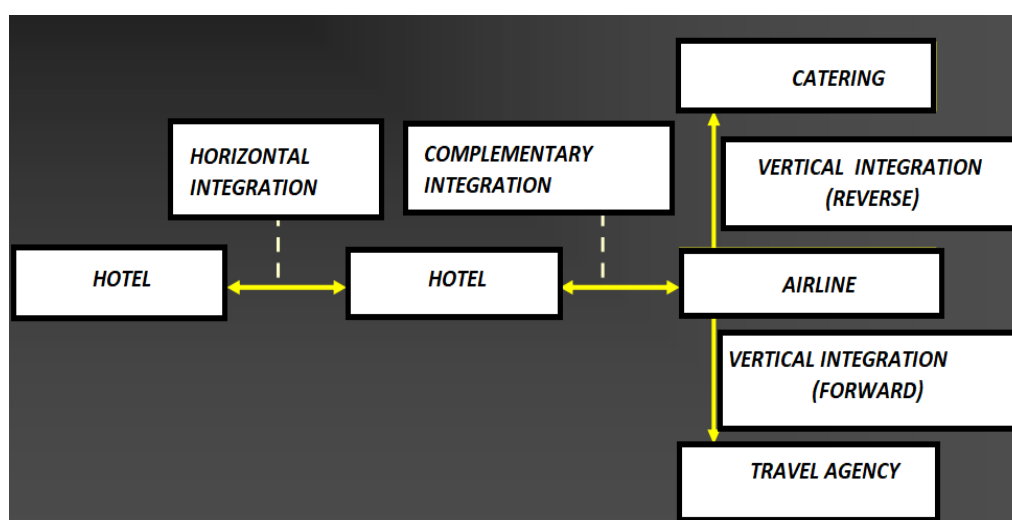 CATERING
HORIZONTAL
INTEGRATION
COMPLEMENTARY
INTEGRATION
VERTICAL INTEGRATION
(REVERSE)
HOTEL
HOTEL
AIRLINE
VERTICAL INTEGRATION
(FORWARD)
TRAVEL AGENCY